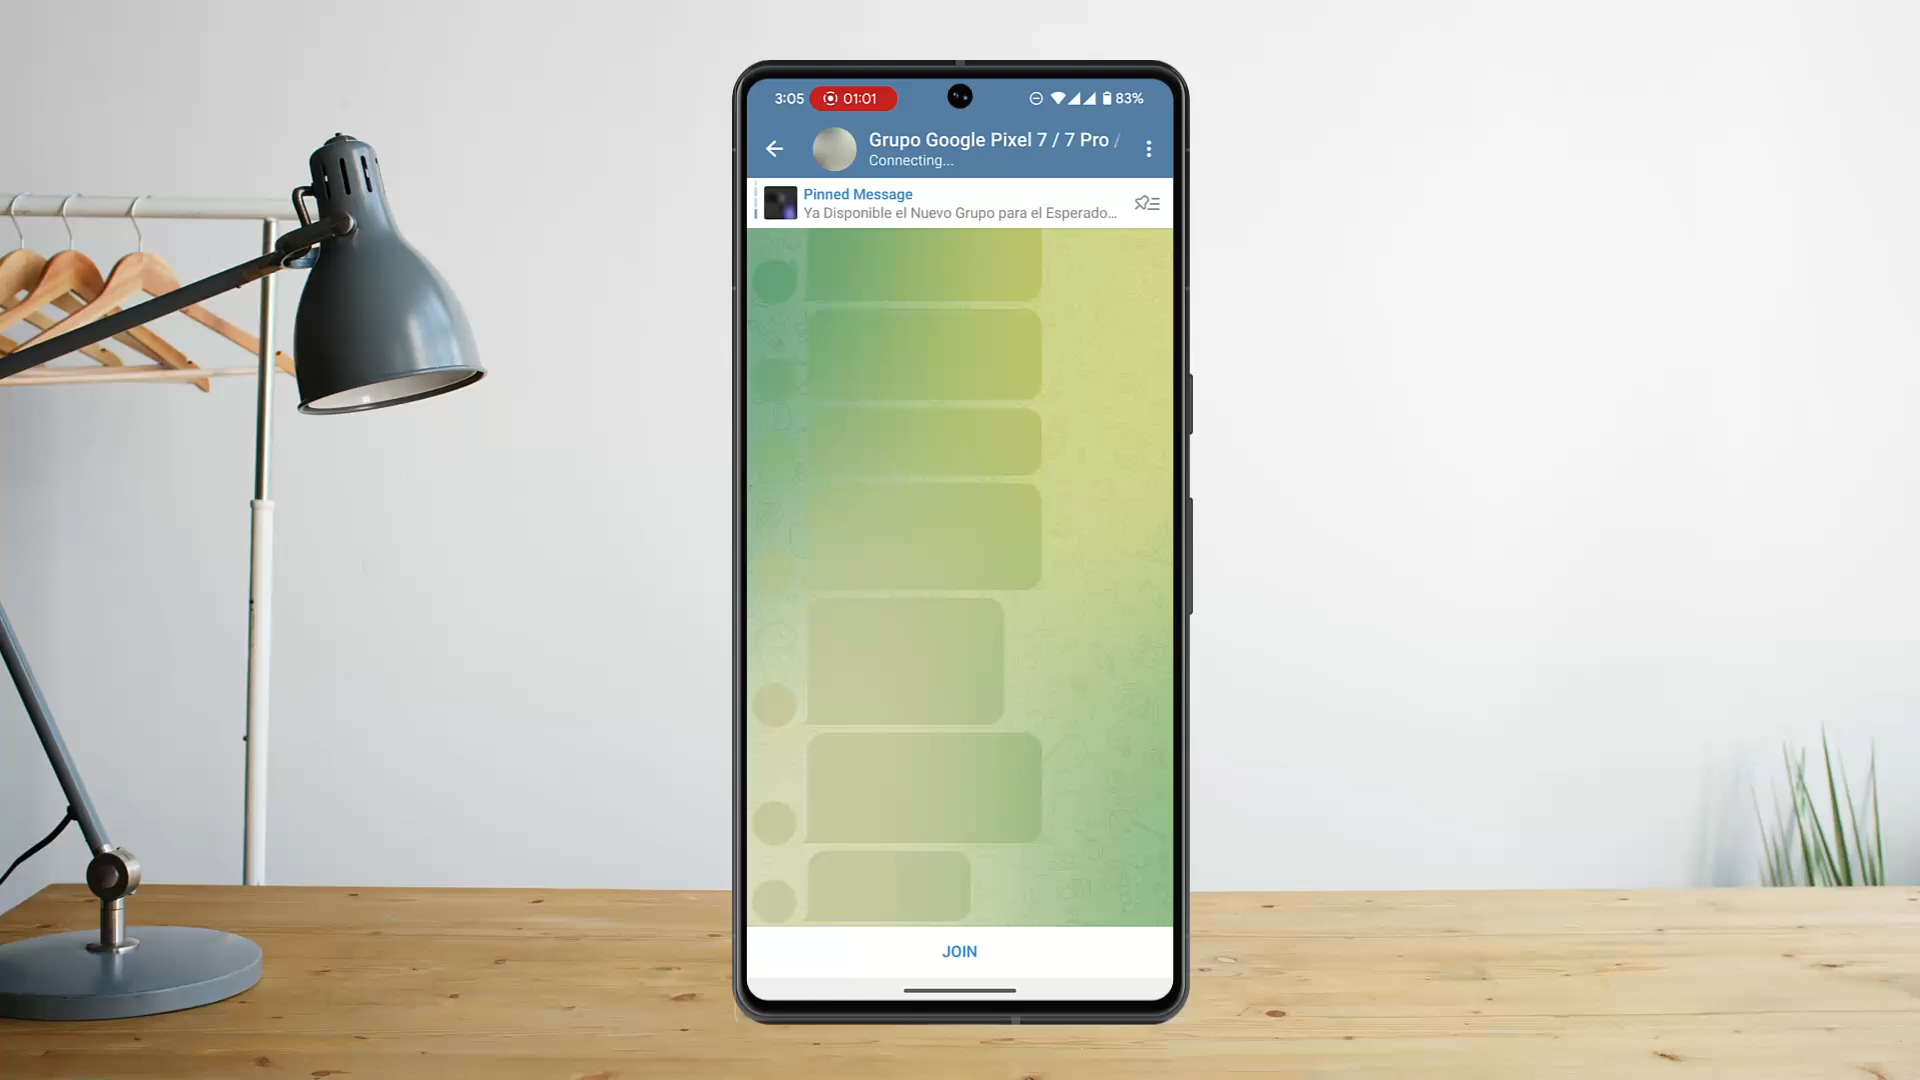 3:05 01:01 83%
Grupo Google Pixel 7 / 7 Pro /
Connecting...
Pinned Message
Ya Disponible el Nuevo Grupo para el Esperado...
JOIN